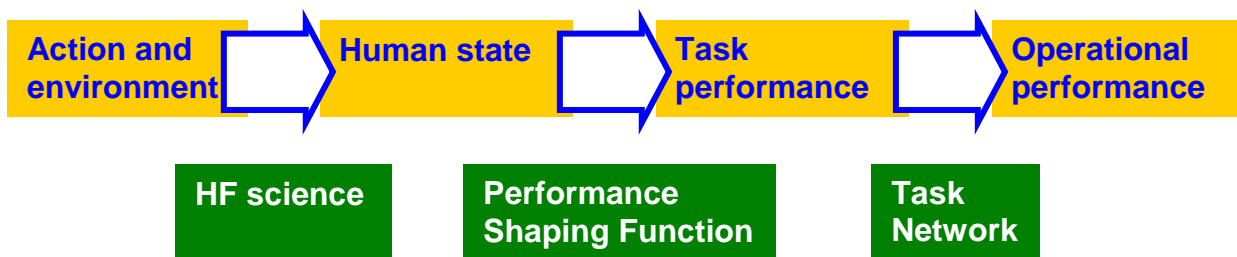 Action and
environment
Human state
Task
performance
Operational
performance
HF science
Performance
Shaping Function
Task
Network